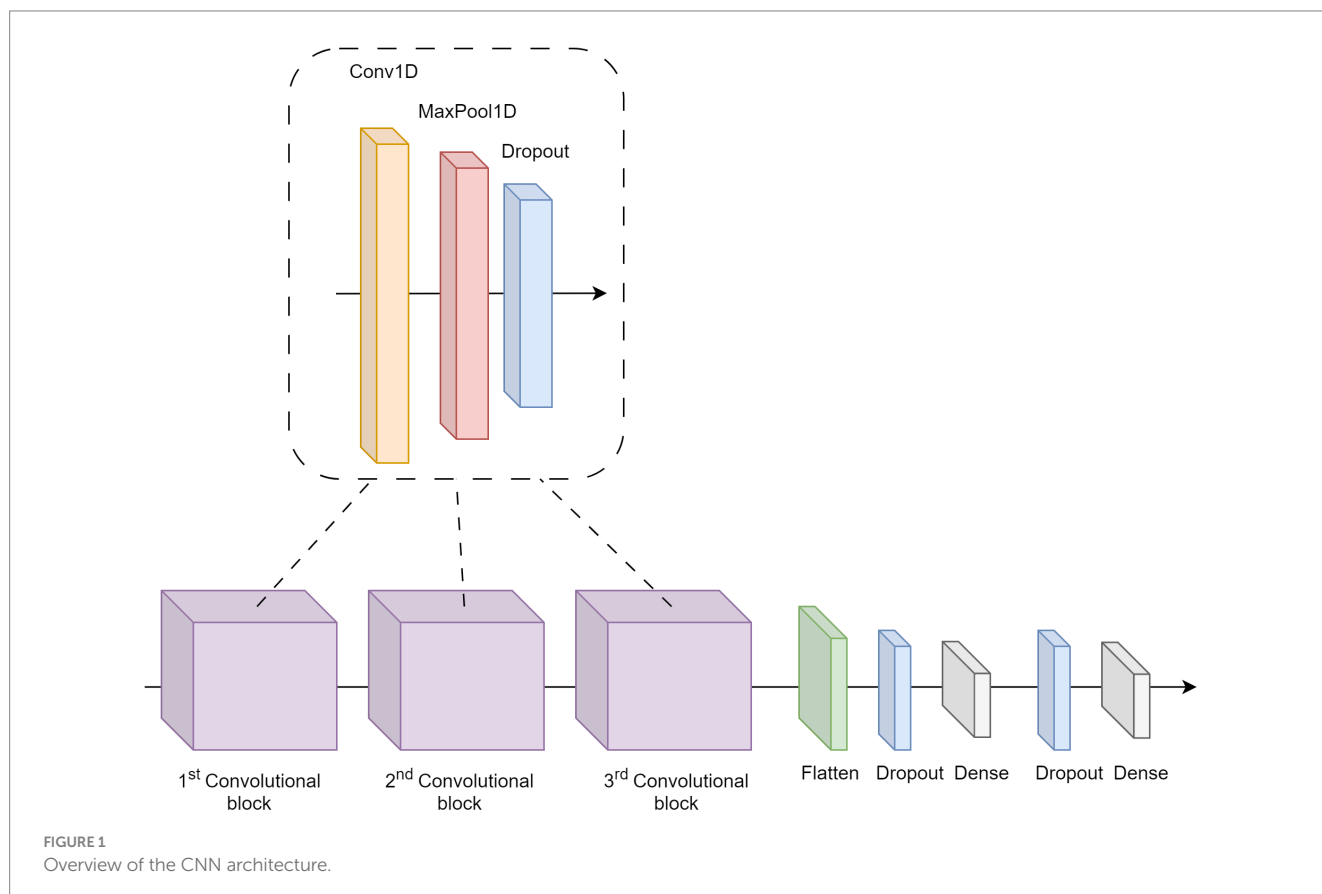 Conv1D
MaxPool1D
Dropout
1st Convolutional
block
2nd Convolutional
block
3rd Convolutional
block
Flatten
Dropout
Dense
Dropout
Dense
FIGURE 1
Overview of the CNN architecture.